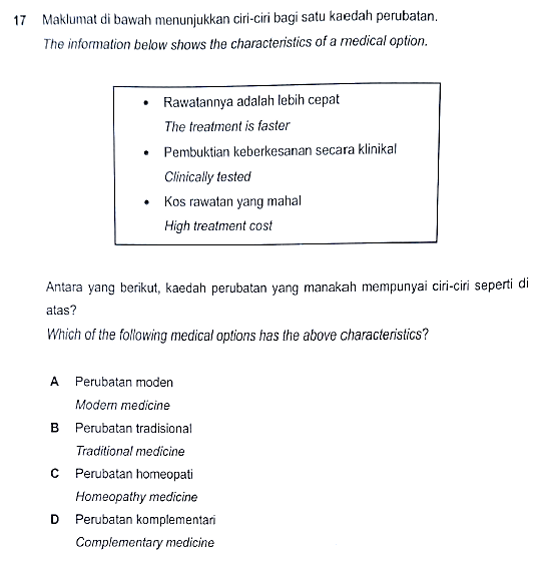 17 Maklumat di bawah menunjukkan ciri-ciri bagi satu kaedah perubatan.
The information below shows the characteristics of a medical option.
• Rawatannya adalah lebih cepat
The treatment is faster
• Pembuktian keberkesanan secara klinikal
Clinically tested
• Kos rawatan yang mahal
High treatment cost
Antara yang berikut, kaedah perubatan yang manakah mempunyai ciri-ciri seperti di
atas?
Which of the following medical options has the above characteristics?
A Perubatan moden
Modern medicine
B Perubatan tradisional
Traditional medicine
C Perubatan homeopati
Homeopathy medicine
D Perubatan komplementari
Complementary medicine